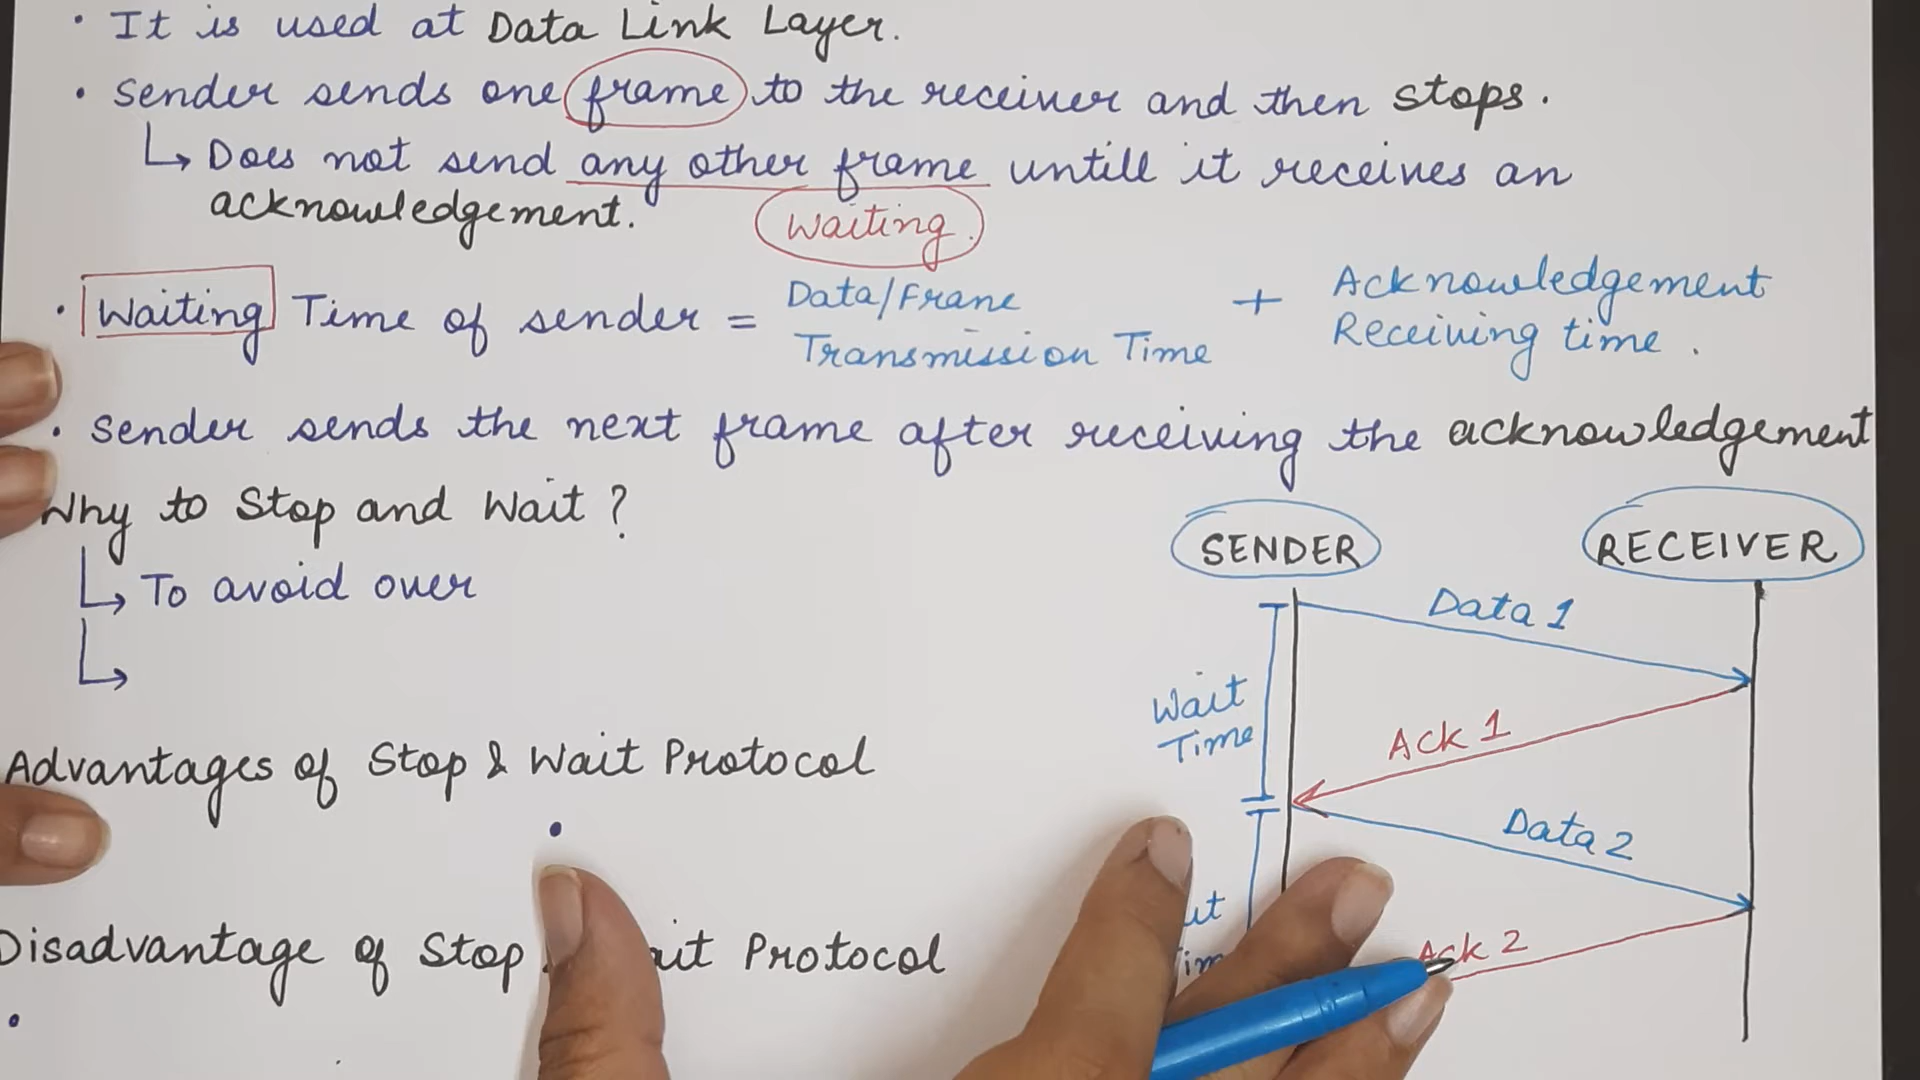 • It is used at Data Link Layer.
• Sender sends one frame to the receiver and then stops.
↳ Does not send any other frame untill it receives an
acknowledgement.
Waiting.
• Waiting Time of sender = Data/Frane Transmission Time + Acknowledgement Receiving time.
• Sender sends the next frame after receiving the acknowledgement
Why to Stop and Wait?
↳ To avoid over
↳
SENDER
RECEIVER
Data 1
Wait Time
Ack 1
Data 2
Ack 2
Advantages of Stop & Wait Protocol
•
Disadvantage of Stop Protocol
•